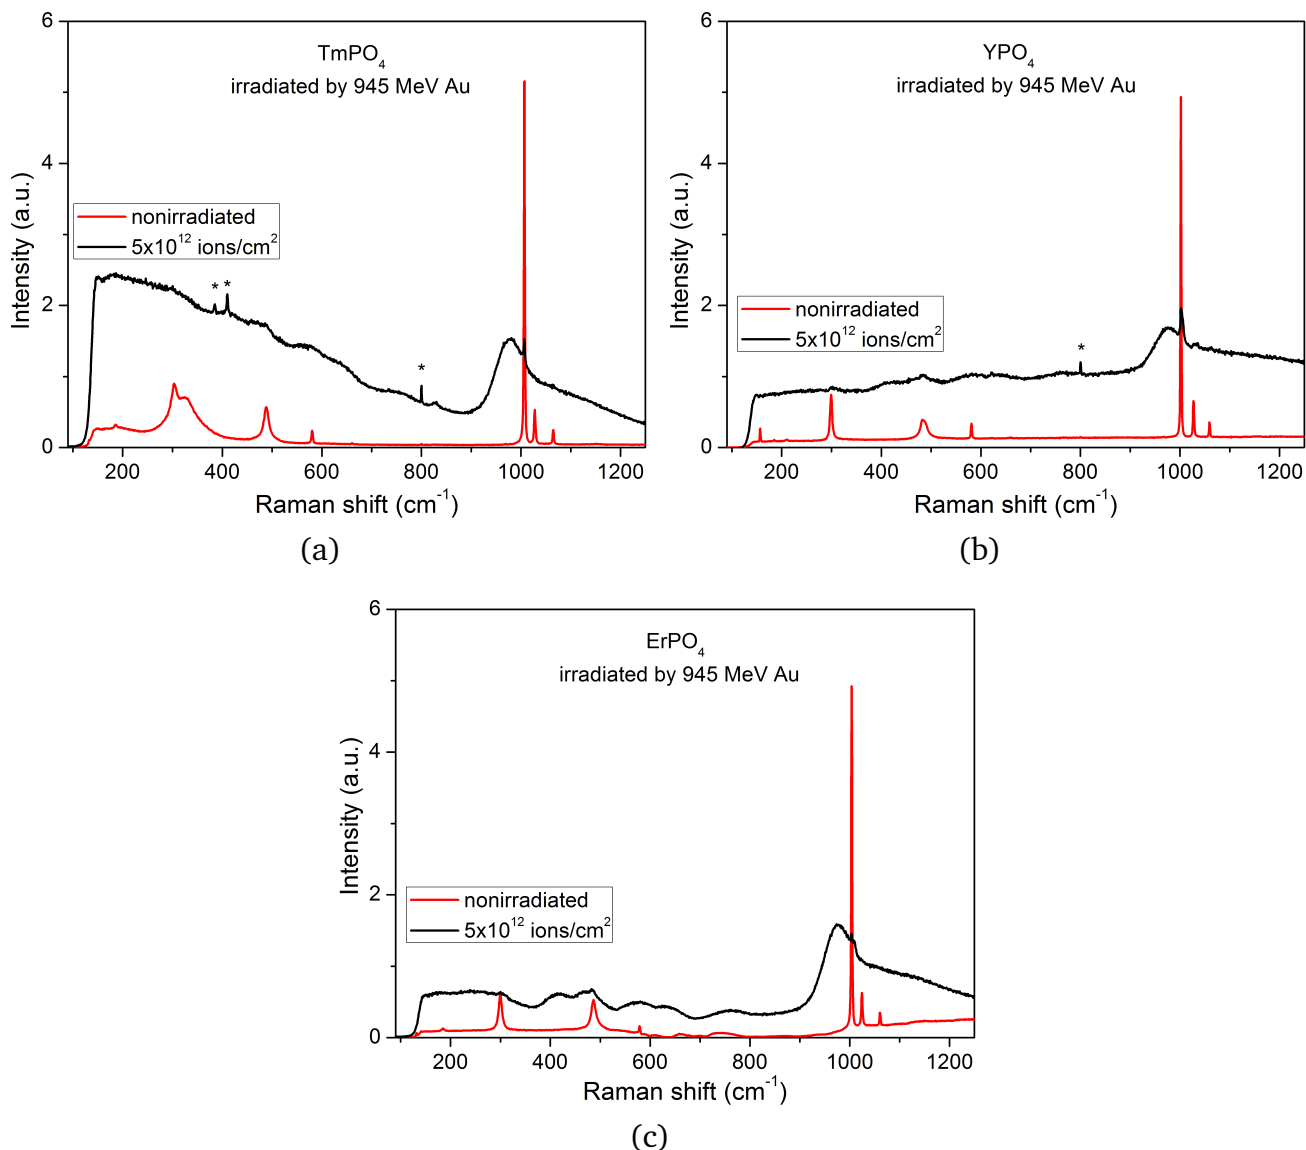 TmPO4
irradiated by 945 MeV Au
6
4
2
0
Intensity (a.u.)
nonirradiated
5x10^12 ions/cm^2
* * *
200 400 600 800 1000 1200
Raman shift (cm^-1)
(a)
YPO4
irradiated by 945 MeV Au
6
4
2
0
Intensity (a.u.)
nonirradiated
5x10^12 ions/cm^2
*
200 400 600 800 1000 1200
Raman shift (cm^-1)
(b)
ErPO4
irradiated by 945 MeV Au
6
4
2
0
Intensity (a.u.)
nonirradiated
5x10^12 ions/cm^2
200 400 600 800 1000 1200
Raman shift (cm^-1)
(c)